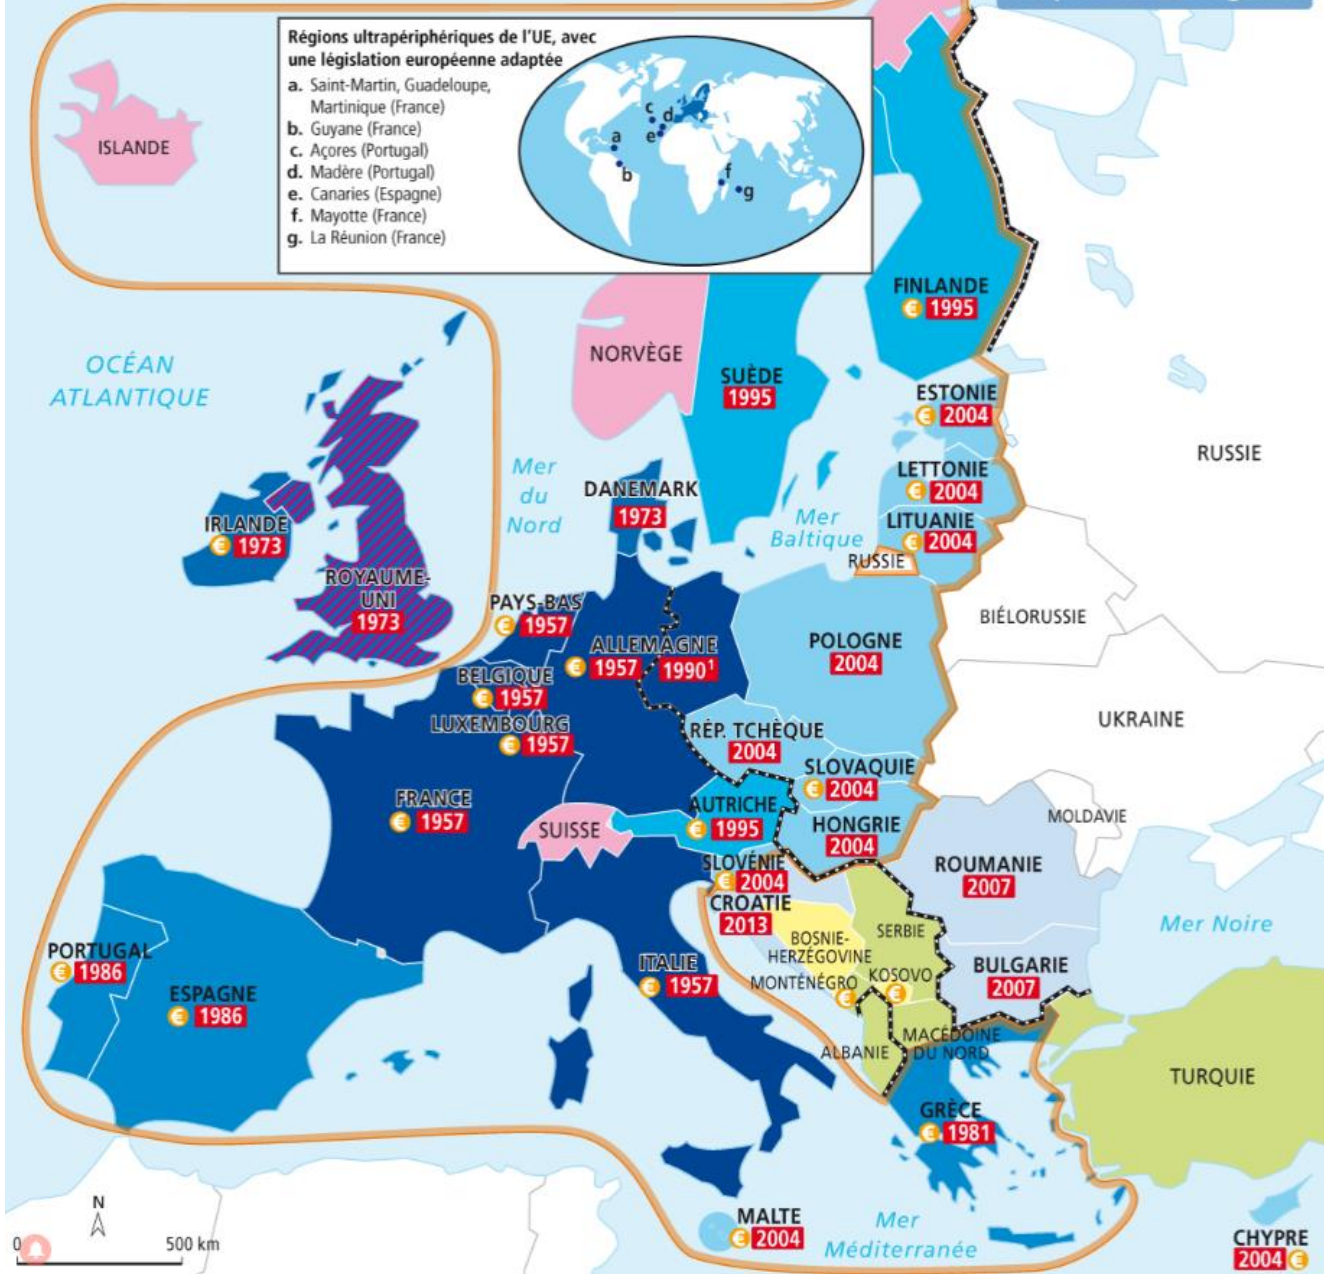 Régions ultrapériphériques de l'UE, avec
une législation européenne adaptée
a. Saint-Martin, Guadeloupe,
Martinique (France)
b. Guyane (France)
c. Açores (Portugal)
d. Madère (Portugal)
e. Canaries (Espagne)
f. Mayotte (France)
g. La Réunion (France)
a
b
c
d
e
f
g
ISLANDE
OCÉAN
ATLANTIQUE
NORVÈGE
SUÈDE
1995
FINLANDE
€ 1995
ESTONIE
€ 2004
LETTONIE
€ 2004
LITUANIE
€ 2004
RUSSIE
RUSSIE
Mer
du
Nord
DANEMARK
1973
Mer
Baltique
IRLANDE
€ 1973
ROYAUME-
UNI
1973
PAYS-BAS
€ 1957
ALLEMAGNE
€ 1957 1990¹
BELGIQUE
€ 1957
LUXEMBOURG
€ 1957
POLOGNE
2004
BIÉLORUSSIE
UKRAINE
RÉP. TCHÈQUE
2004
SLOVAQUIE
€ 2004
FRANCE
€ 1957
SUISSE
AUTRICHE
€ 1995
HONGRIE
2004
MOLDAVIE
ROUMANIE
2007
SLOVÉNIE
€ 2004
CROATIE
2013
BOSNIE-
HERZÉGOVINE
SERBIE
MONTÉNÉGRO
€
KOSOVO
€
BULGARIE
2007
Mer Noire
PORTUGAL
€ 1986
ESPAGNE
€ 1986
ITALIE
€ 1957
ALBANIE
MACÉDOINE
DU NORD
TURQUIE
GRÈCE
€ 1981
MALTE
€ 2004
Mer
Méditerranée
CHYPRE
2004 €
N
0 500 km